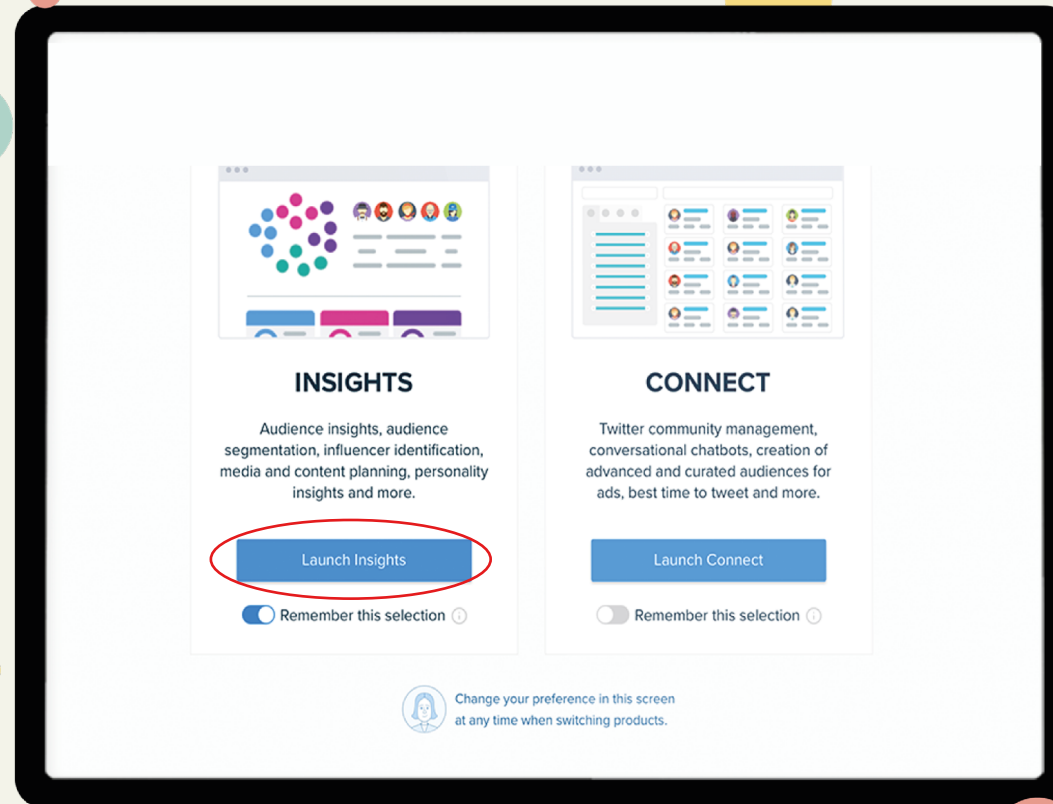 INSIGHTS
Audience insights, audience
segmentation, influencer identification,
media and content planning, personality
insights and more.
Launch Insights
Remember this selection
CONNECT
Twitter community management,
conversational chatbots, creation of
advanced and curated audiences for
ads, best time to tweet and more.
Launch Connect
Remember this selection
Change your preference in this screen
at any time when switching products.